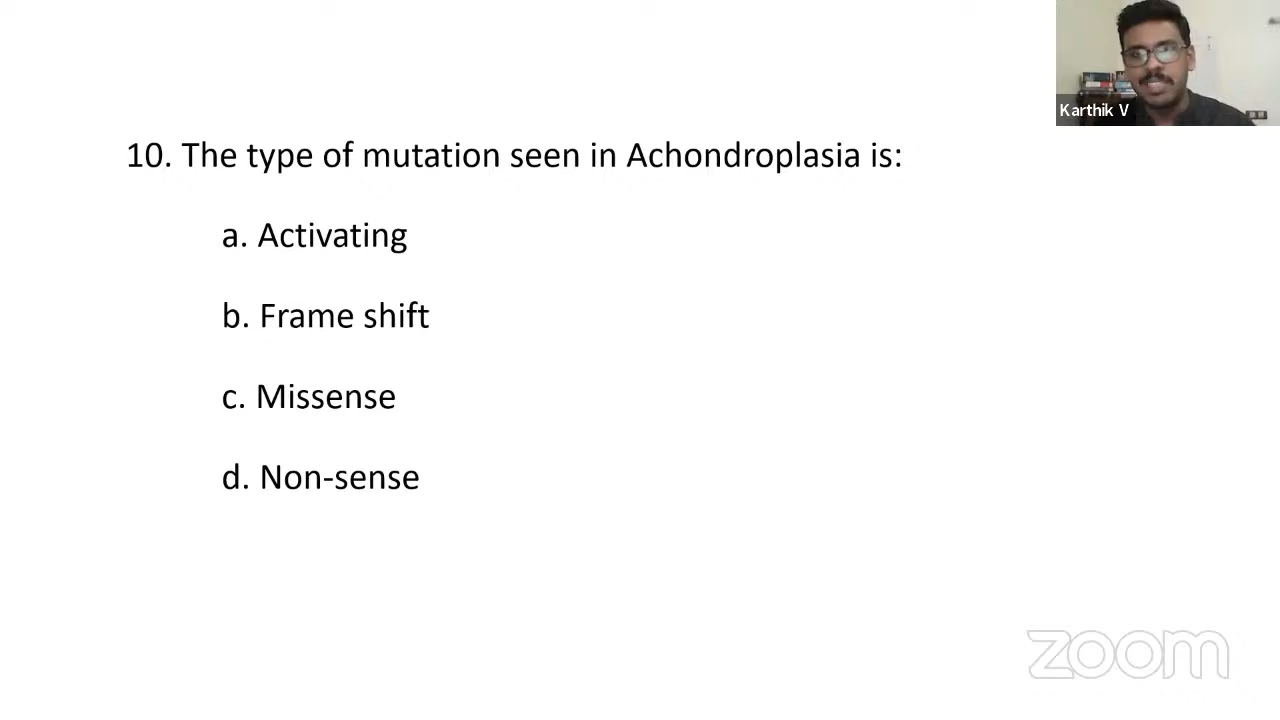 Karthik V
10. The type of mutation seen in Achondroplasia is:
a. Activating
b. Frame shift
c. Missense
d. Non-sense
zoom